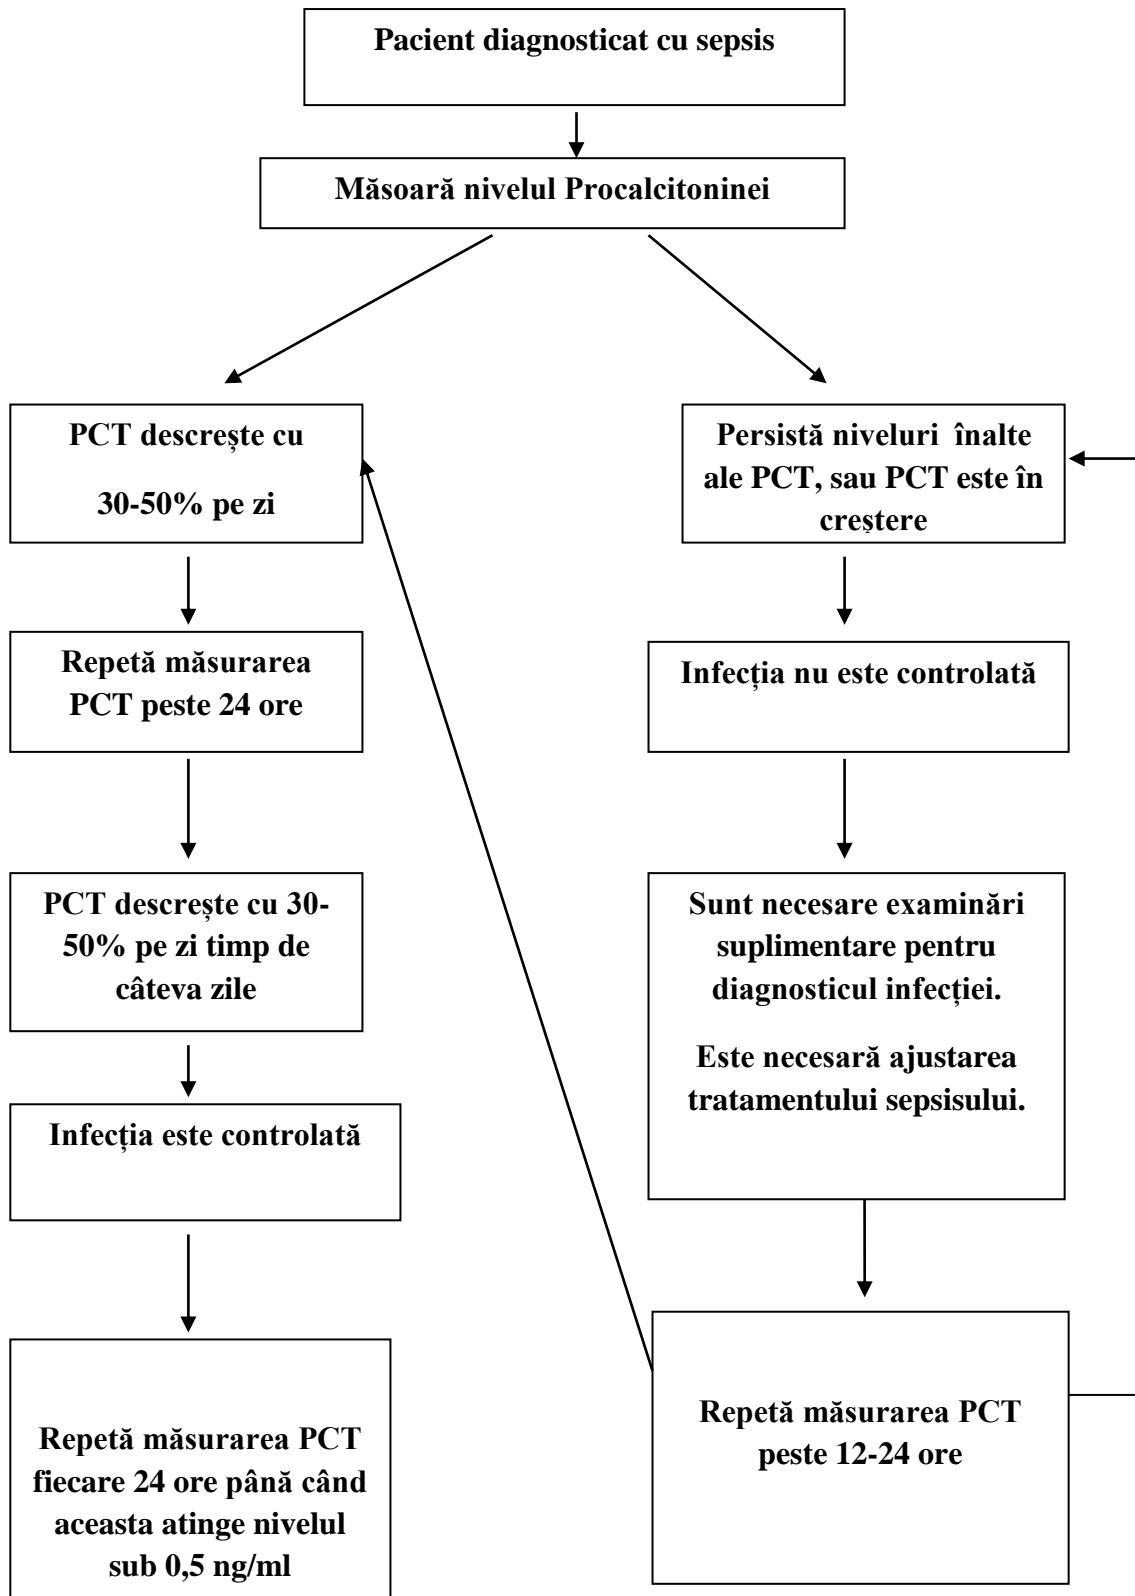 Pacient diagnosticat cu sepsis
Măsoară nivelul Procalcitoninei
PCT descrește cu
30-50% pe zi
Persistă niveluri înalte
ale PCT, sau PCT este în
creștere
Repetă măsurarea
PCT peste 24 ore
Infecția nu este controlată
PCT descrește cu 30-
50% pe zi timp de
câteva zile
Sunt necesare examinări
suplimentare pentru
diagnosticul infecției.
Este necesară ajustarea
tratamentului sepsisului.
Infecția este controlată
Repetă măsurarea PCT
fiecare 24 ore până când
aceasta atinge nivelul
sub 0,5 ng/ml
Repetă măsurarea PCT
peste 12-24 ore